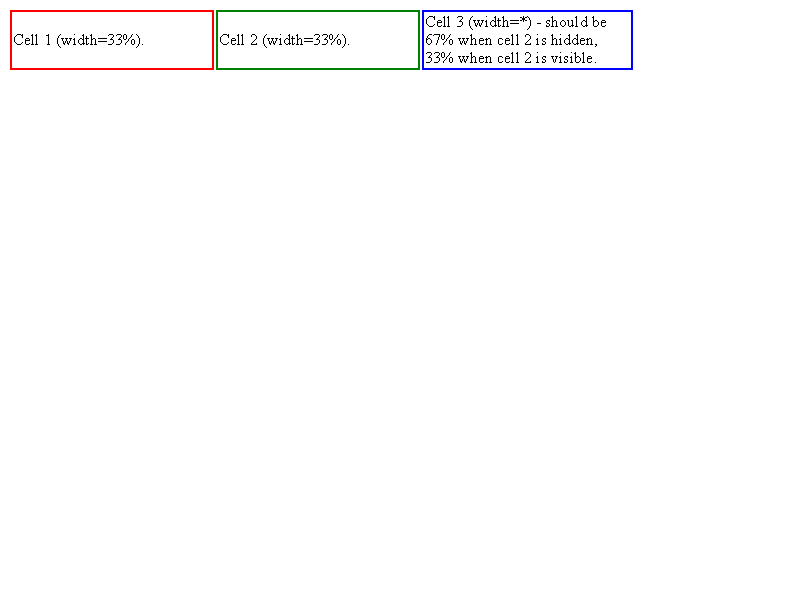 Cell 1 (width=33%).
Cell 2 (width=33%).
Cell 3 (width=*) - should be
67% when cell 2 is hidden,
33% when cell 2 is visible.